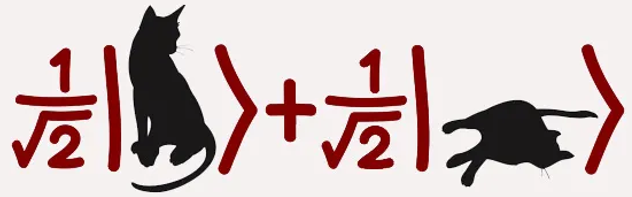 1/√2 | ⟩ + 1/√2 | ⟩